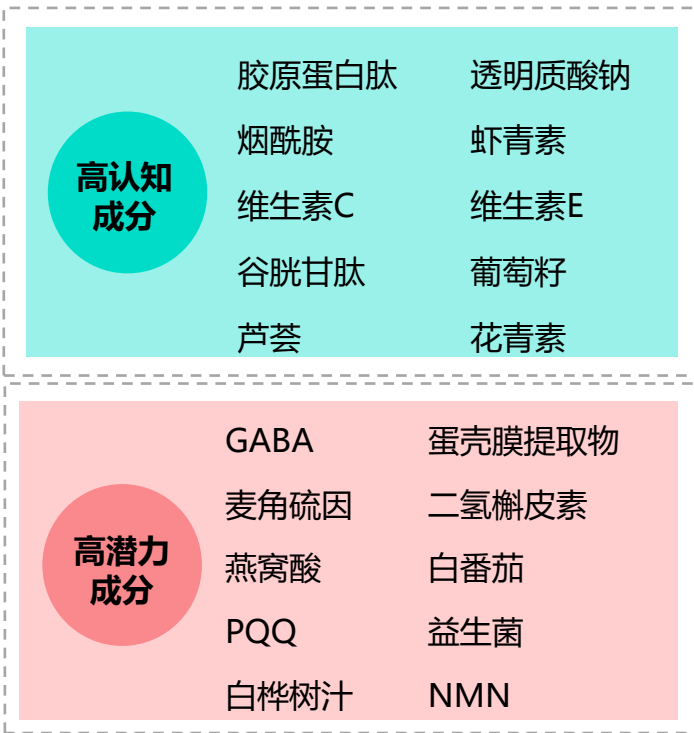 高认知
成分
胶原蛋白肽 透明质酸钠
烟酰胺 虾青素
维生素C 维生素E
谷胱甘肽 葡萄籽
芦荟 花青素
高潜力
成分
GABA 蛋壳膜提取物
麦角硫因 二氢槲皮素
燕窝酸 白番茄
PQQ 益生菌
白桦树汁 NMN